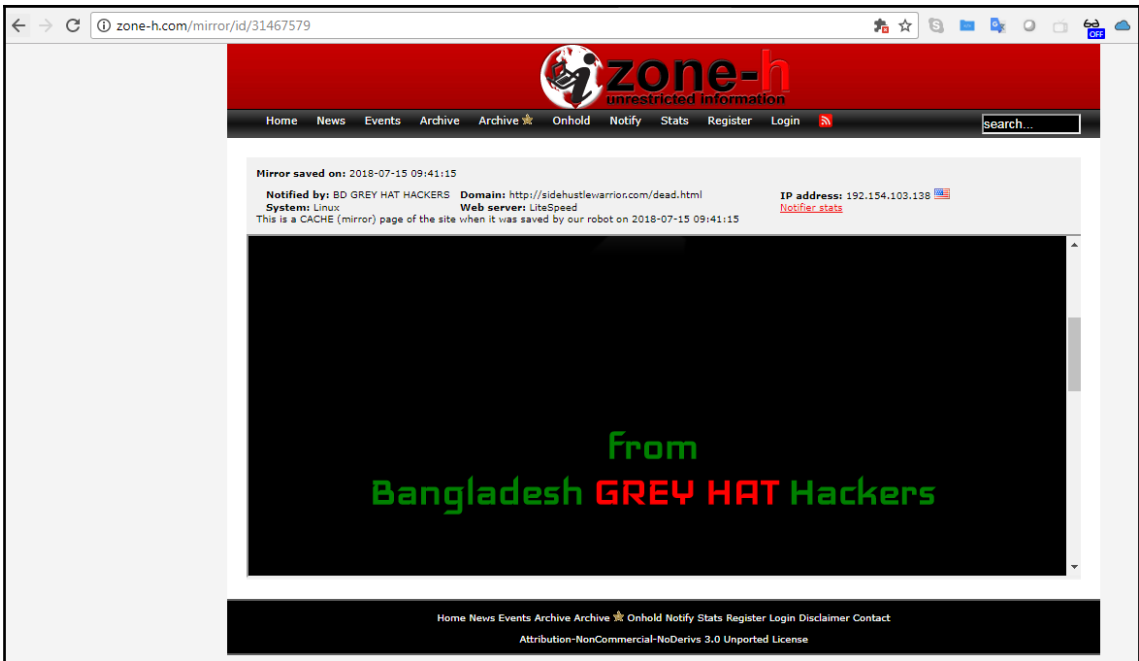 zone-h.com/mirror/id/31467579
OFF
zone-h
unrestricted information
Home News Events Archive Archive Onhold Notify Stats Register Login search...
Mirror saved on: 2018-07-15 09:41:15
Notified by: BD GREY HAT HACKERS Domain: http://sidehustlewarrior.com/dead.html IP address: 192.154.103.138
System: Linux Web server: LiteSpeed Notifier stats
This is a CACHE (mirror) page of the site when it was saved by our robot on 2018-07-15 09:41:15
From
Bangladesh GREY HAT Hackers
Home News Events Archive Archive Onhold Notify Stats Register Login Disclaimer Contact
Attribution-NonCommercial-NoDerivs 3.0 Unported License